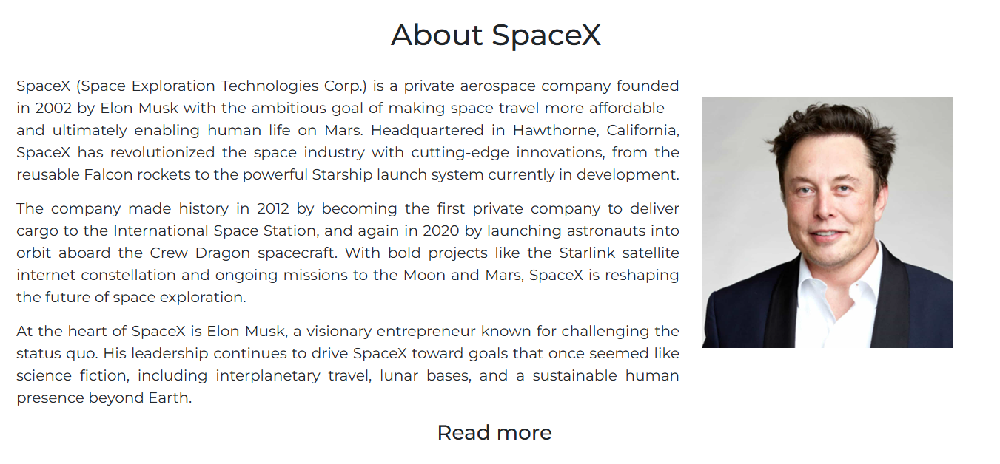 About SpaceX
SpaceX (Space Exploration Technologies Corp.) is a private aerospace company founded
in 2002 by Elon Musk with the ambitious goal of making space travel more affordable—
and ultimately enabling human life on Mars. Headquartered in Hawthorne, California,
SpaceX has revolutionized the space industry with cutting-edge innovations, from the
reusable Falcon rockets to the powerful Starship launch system currently in development.
The company made history in 2012 by becoming the first private company to deliver
cargo to the International Space Station, and again in 2020 by launching astronauts into
orbit aboard the Crew Dragon spacecraft. With bold projects like the Starlink satellite
internet constellation and ongoing missions to the Moon and Mars, SpaceX is reshaping
the future of space exploration.
At the heart of SpaceX is Elon Musk, a visionary entrepreneur known for challenging the
status quo. His leadership continues to drive SpaceX toward goals that once seemed like
science fiction, including interplanetary travel, lunar bases, and a sustainable human
presence beyond Earth.
Read more